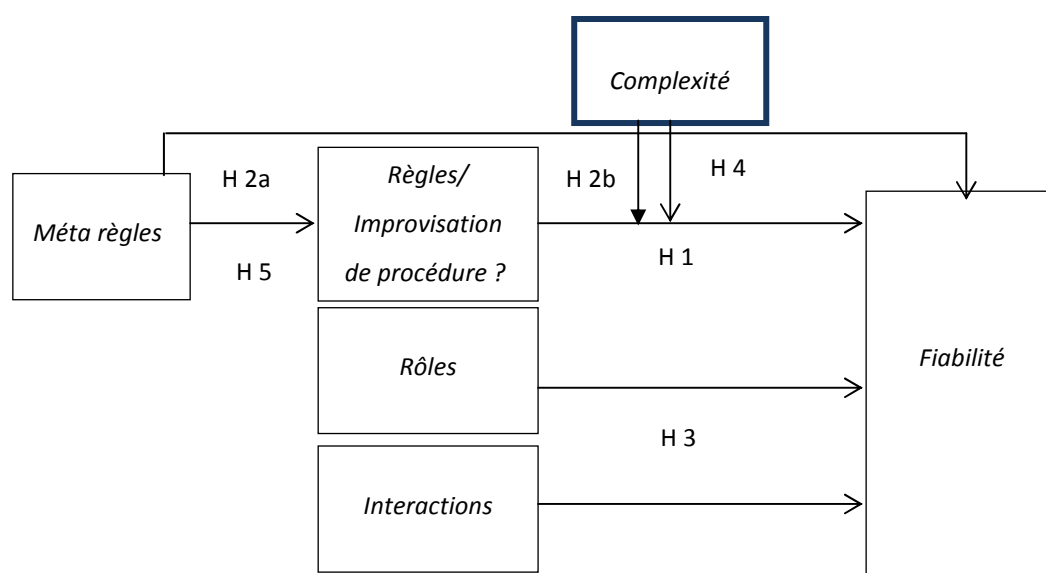 Complexité
H 2a
Règles/
Improvisation
de procédure ?
H 2b
H 4
Méta règles
H 5
H 1
Rôles
Fiabilité
H 3
Interactions